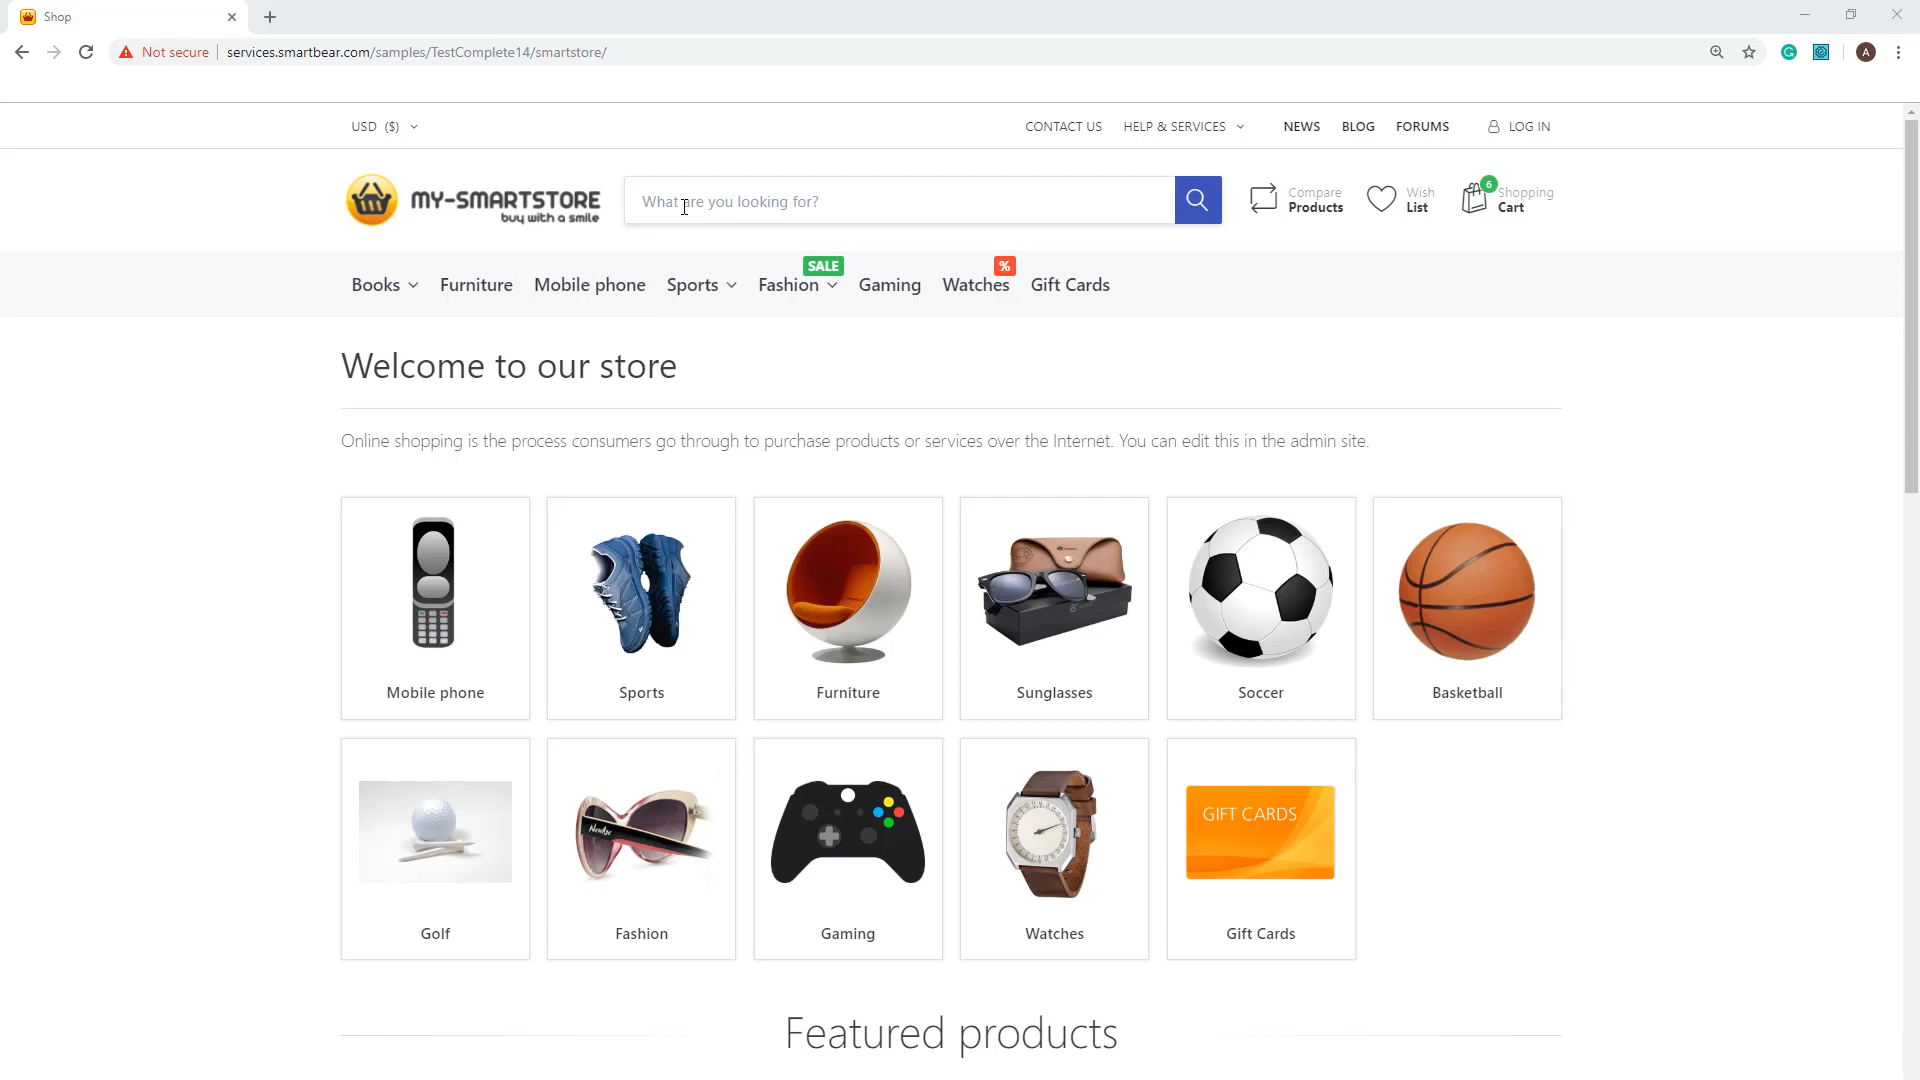 Shop
Not secure services.smartbear.com/samples/TestComplete14/smartstore/
A
USD ($)
CONTACT US HELP & SERVICES NEWS BLOG FORUMS LOG IN
MY-SMARTSTORE
buy with a smile
What are you looking for?
Compare
Products
Wish
List
6
Shopping
Cart
SALE
%
Books Furniture Mobile phone Sports Fashion Gaming Watches Gift Cards
Welcome to our store
Online shopping is the process consumers go through to purchase products or services over the Internet. You can edit this in the admin site.
Mobile phone Sports Furniture Sunglasses Soccer Basketball
GIFT CARDS
Golf Fashion Gaming Watches Gift Cards
Featured products